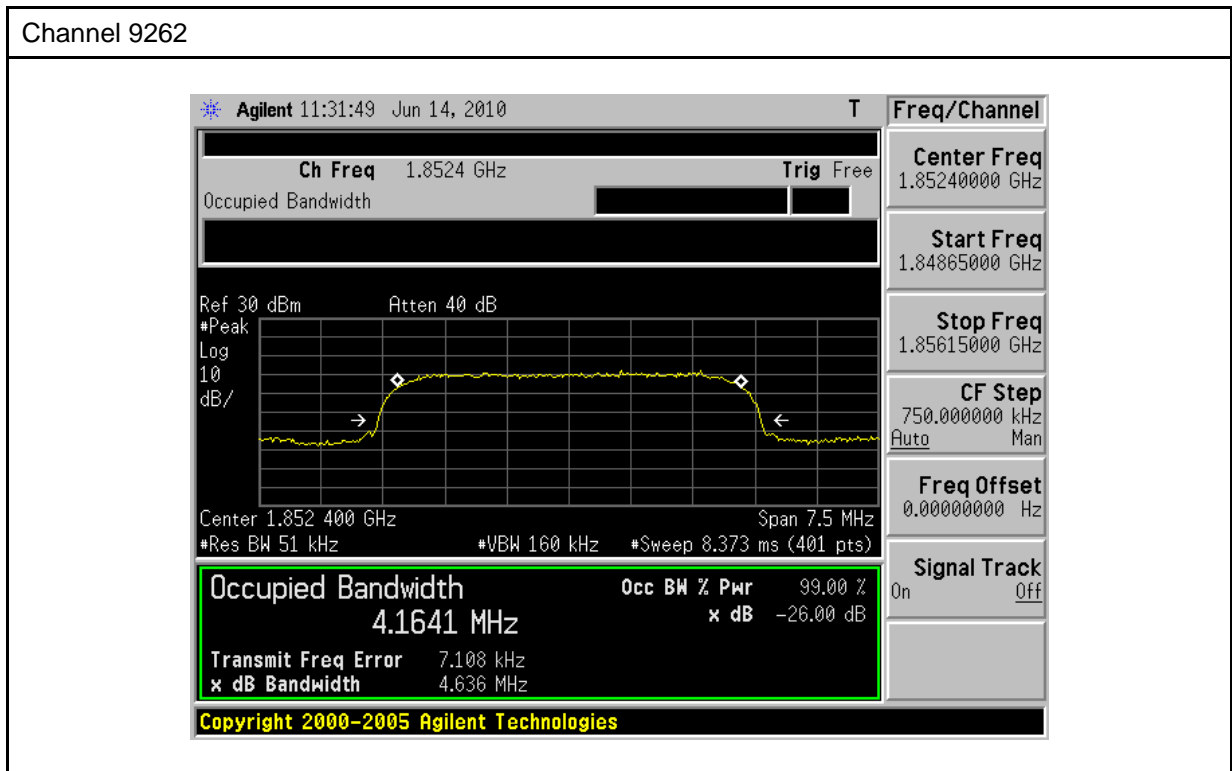 Channel 9262
Agilent 11:31:49 Jun 14, 2010 T
Freq/Channel
Ch Freq 1.8524 GHz Trig Free
Occupied Bandwidth
Center Freq
1.85240000 GHz
Start Freq
1.84865000 GHz
Stop Freq
1.85615000 GHz
CF Step
750.000000 kHz
Auto Man
Freq Offset
0.00000000 Hz
Signal Track
On Off
Ref 30 dBm Atten 40 dB
#Peak
Log
10
dB/
Center 1.852 400 GHz Span 7.5 MHz
#Res BW 51 kHz #VBW 160 kHz #Sweep 8.373 ms (401 pts)
Occupied Bandwidth Occ BW % Pwr 99.00 %
4.1641 MHz x dB -26.00 dB
Transmit Freq Error 7.108 kHz
x dB Bandwidth 4.636 MHz
Copyright 2000-2005 Agilent Technologies